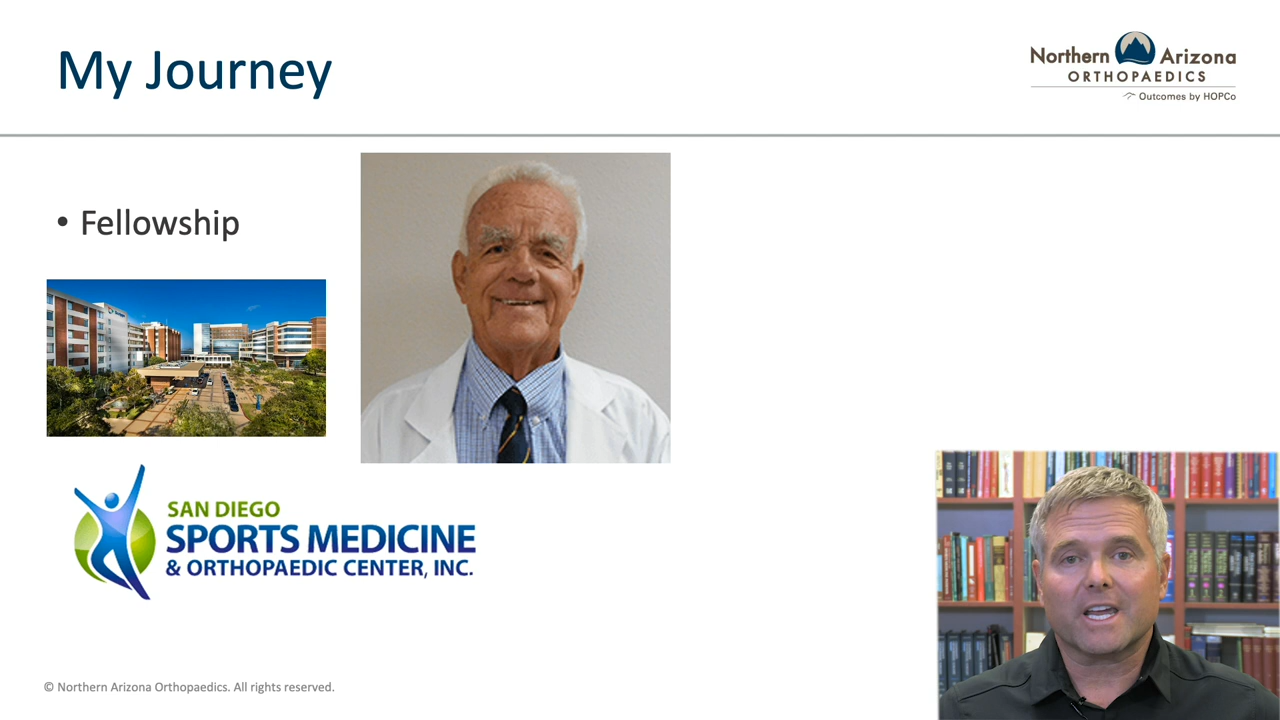 My Journey
Northern Arizona
ORTHOPAEDICS
Outcomes by HOPCo
• Fellowship
SAN DIEGO
SPORTS MEDICINE
& ORTHOPAEDIC CENTER, INC.
© Northern Arizona Orthopaedics. All rights reserved.